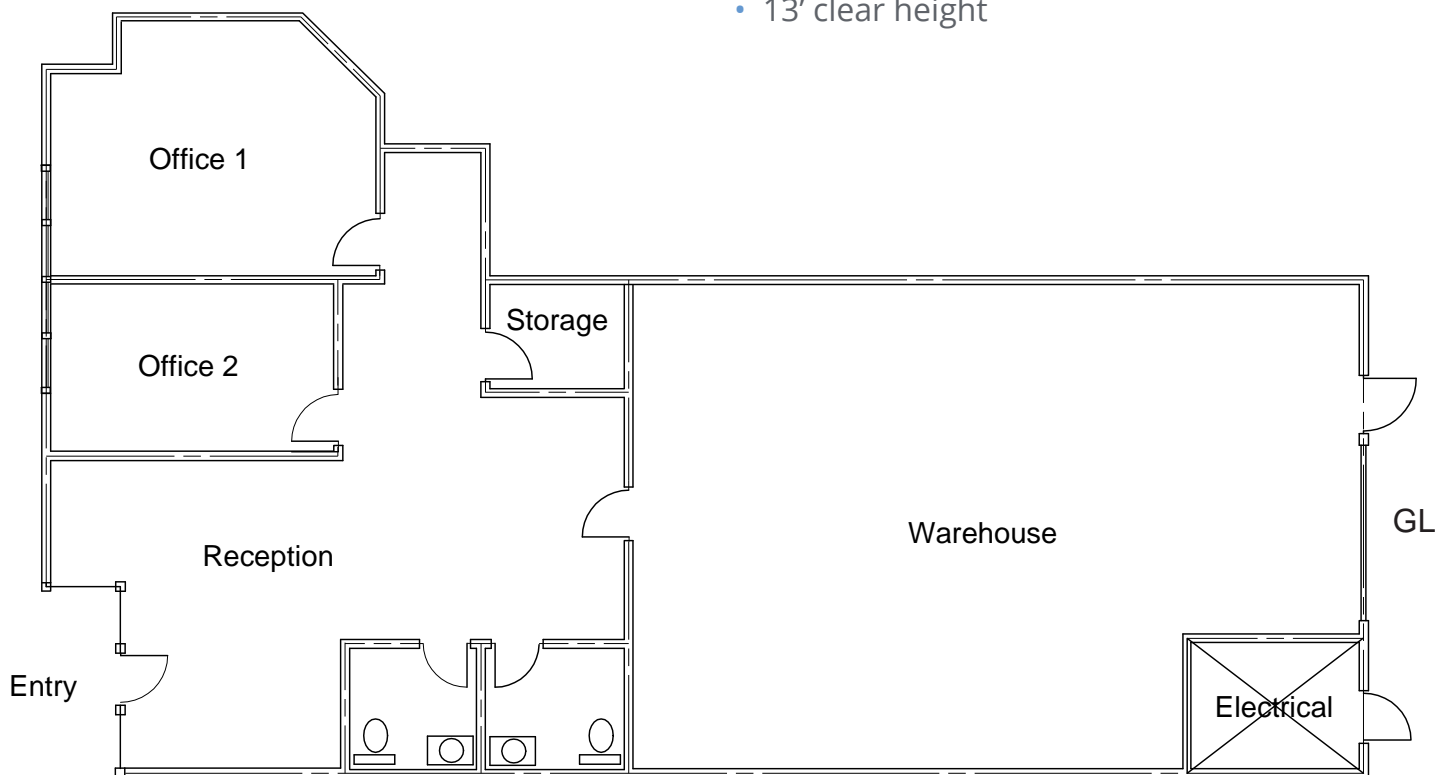 • 13’ clear height
Office 1
Storage
Office 2
GL
Warehouse
Reception
Entry
Electrical